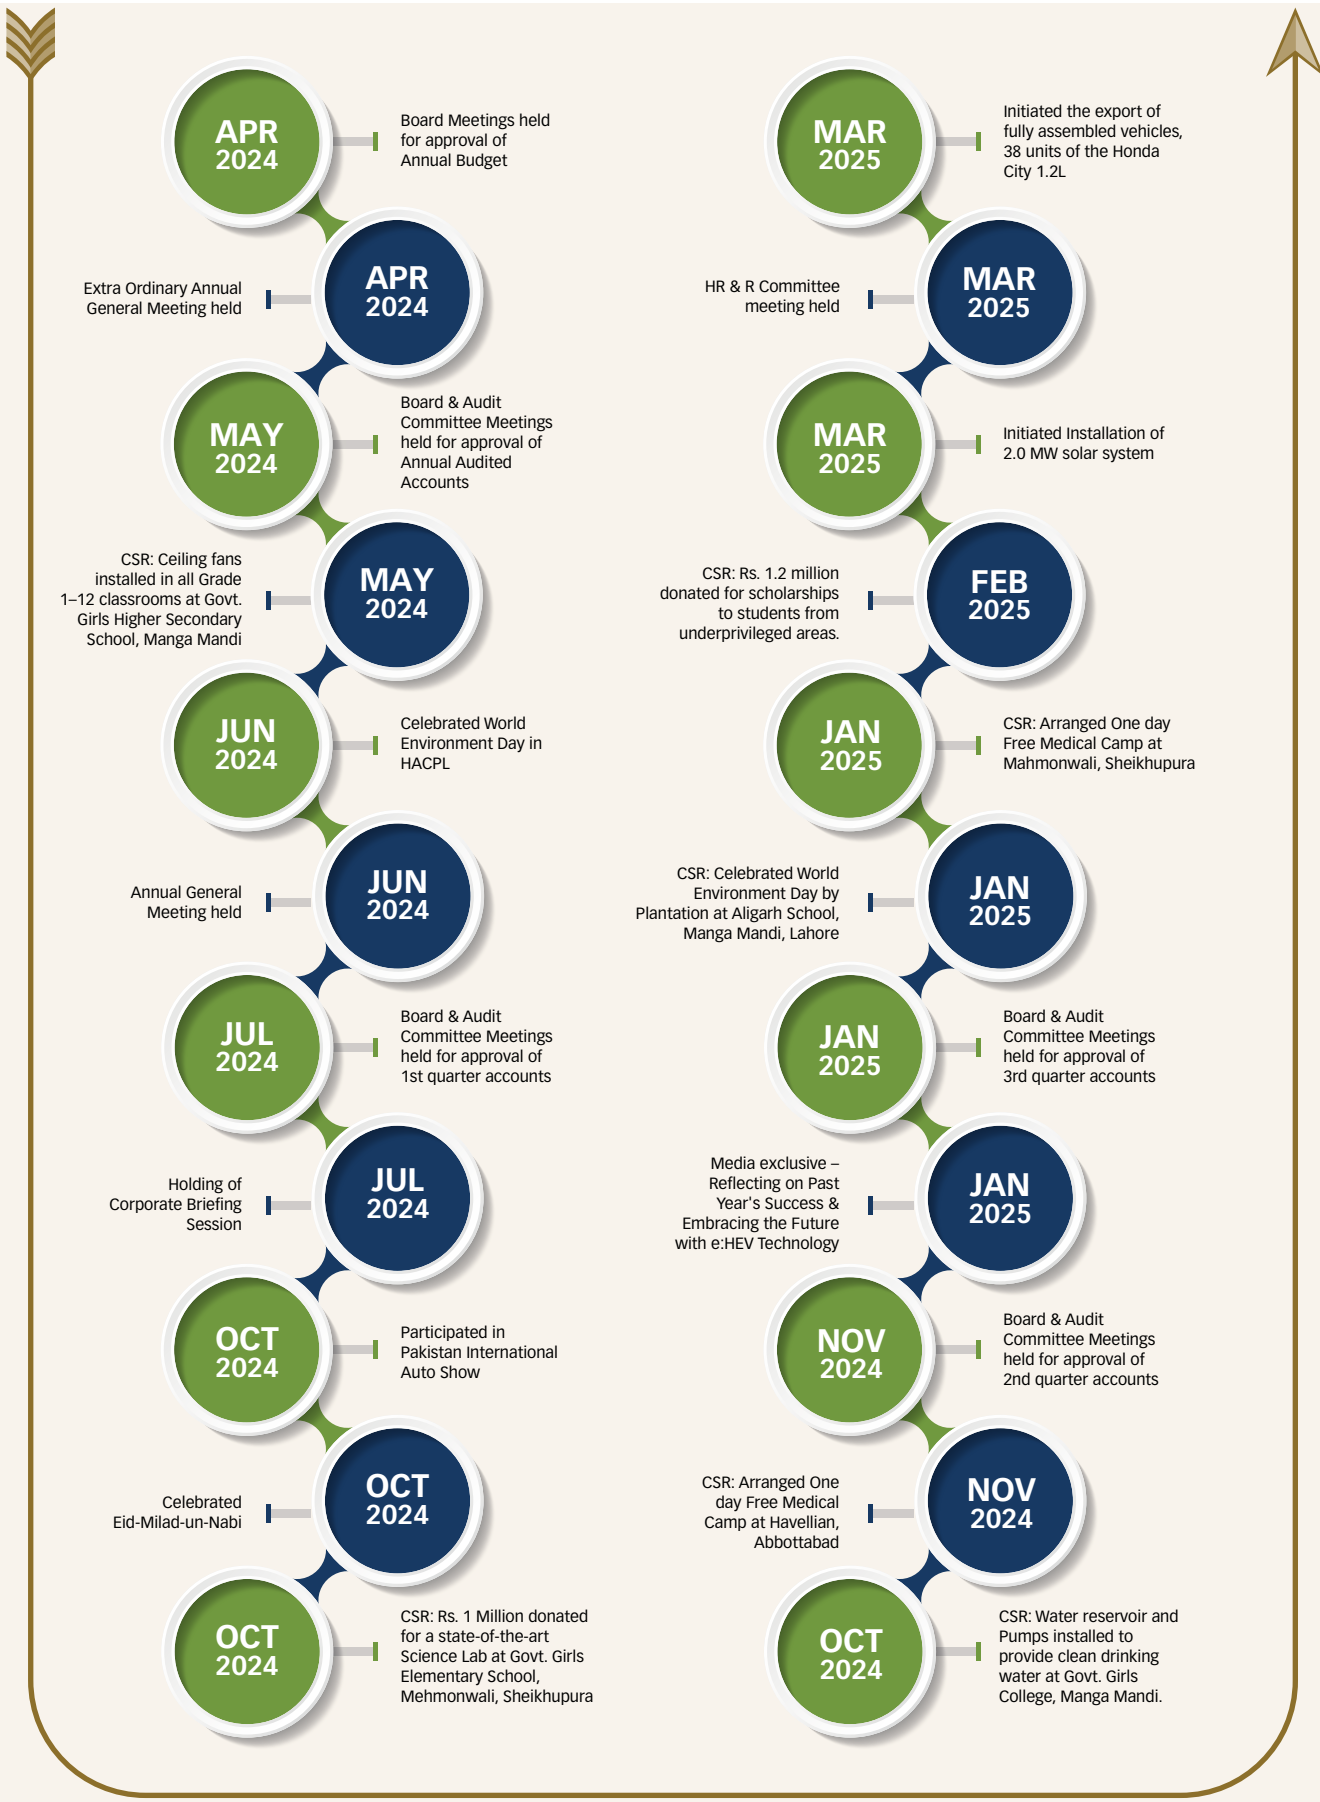 APR
2024
Board Meetings held
for approval of
Annual Budget
APR
2024
Extra Ordinary Annual
General Meeting held
MAY
2024
Board & Audit
Committee Meetings
held for approval of
Annual Audited
Accounts
MAY
2024
CSR: Ceiling fans
installed in all Grade
1–12 classrooms at Govt.
Girls Higher Secondary
School, Manga Mandi
JUN
2024
Celebrated World
Environment Day in
HACPL
JUN
2024
Annual General
Meeting held
JUL
2024
Board & Audit
Committee Meetings
held for approval of
1st quarter accounts
JUL
2024
Holding of
Corporate Briefing
Session
OCT
2024
Participated in
Pakistan International
Auto Show
OCT
2024
Celebrated
Eid-Milad-un-Nabi
OCT
2024
CSR: Rs. 1 Million donated
for a state-of-the-art
Science Lab at Govt. Girls
Elementary School,
Mehmonwali, Sheikhupura
OCT
2024
CSR: Water reservoir and
Pumps installed to
provide clean drinking
water at Govt. Girls
College, Manga Mandi.
NOV
2024
CSR: Arranged One
day Free Medical
Camp at Havellian,
Abbottabad
NOV
2024
Board & Audit
Committee Meetings
held for approval of
2nd quarter accounts
JAN
2025
Media exclusive –
Reflecting on Past
Year's Success &
Embracing the Future
with e:HEV Technology
JAN
2025
Board & Audit
Committee Meetings
held for approval of
3rd quarter accounts
JAN
2025
CSR: Celebrated World
Environment Day by
Plantation at Aligarh School,
Manga Mandi, Lahore
JAN
2025
CSR: Arranged One day
Free Medical Camp at
Mahmonwali, Sheikhupura
FEB
2025
CSR: Rs. 1.2 million
donated for scholarships
to students from
underprivileged areas.
MAR
2025
Initiated Installation of
2.0 MW solar system
MAR
2025
HR & R Committee
meeting held
MAR
2025
Initiated the export of
fully assembled vehicles,
38 units of the Honda
City 1.2L